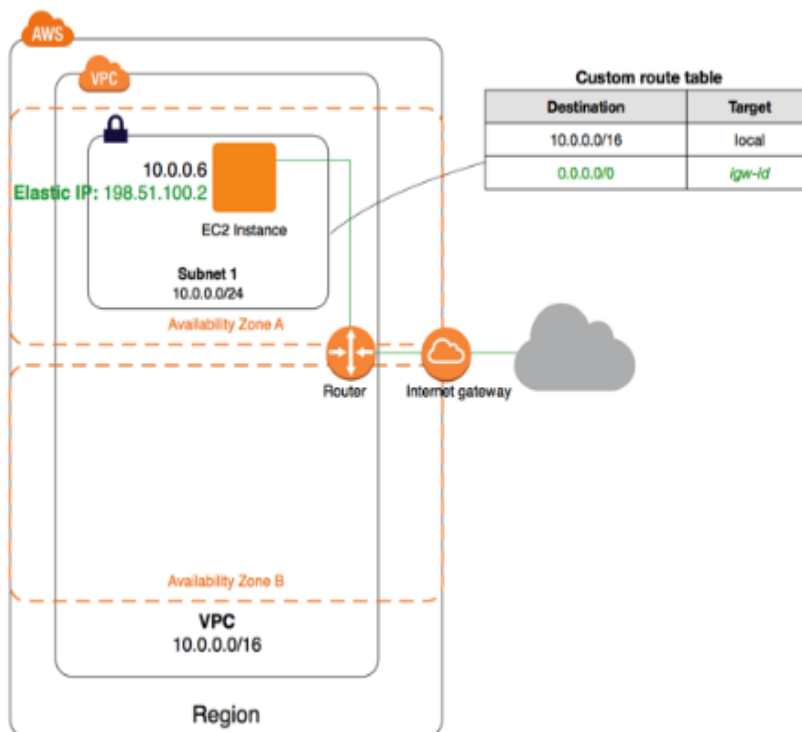 AWS
VPC
Custom route table
Destination Target
10.0.0.0/16 local
0.0.0.0/0 igw-id
10.0.0.6
Elastic IP: 198.51.100.2
EC2 Instance
Subnet 1
10.0.0.0/24
Availability Zone A
Router
Internet gateway
Availability Zone B
VPC
10.0.0.0/16
Region